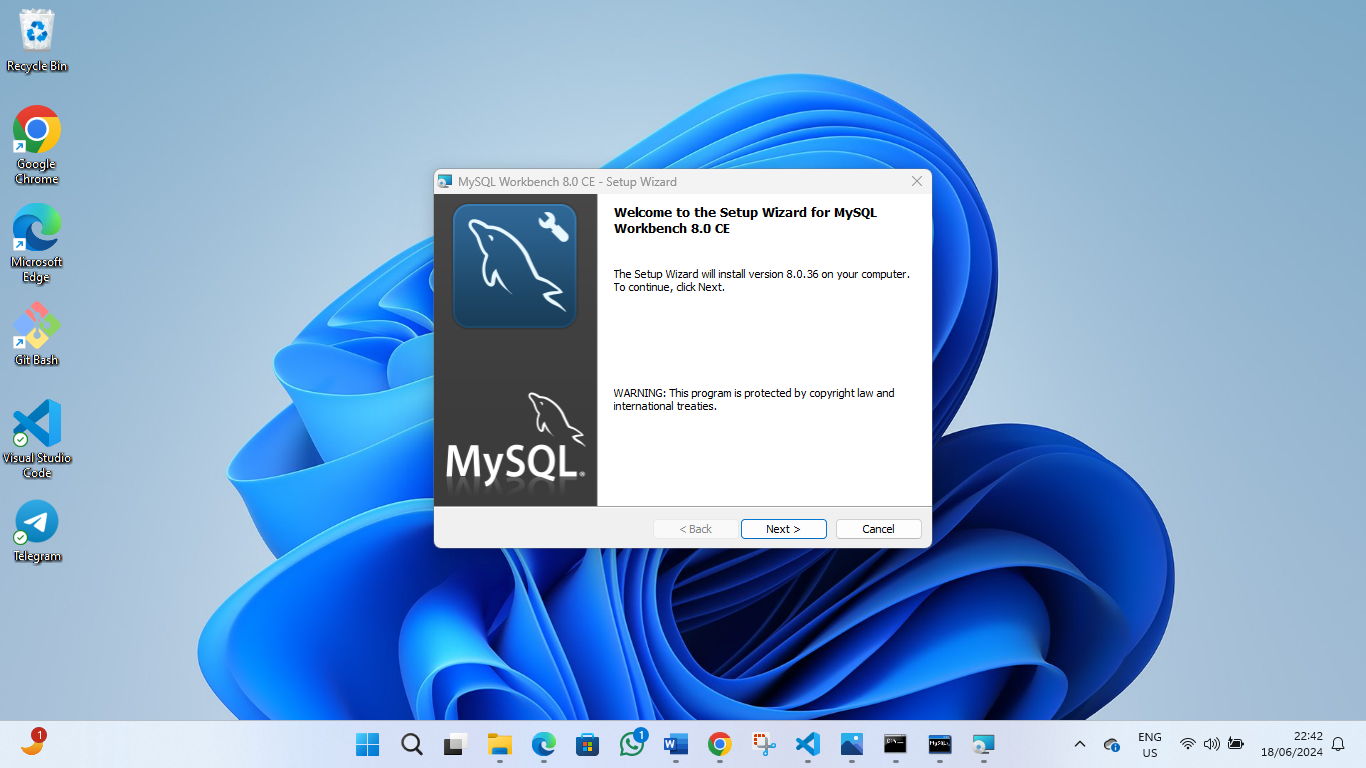 Recycle Bin
Google
Chrome
Microsoft
Edge
Git Bash
Visual Studio
Code
Telegram
MySQL Workbench 8.0 CE - Setup Wizard
Welcome to the Setup Wizard for MySQL
Workbench 8.0 CE
The Setup Wizard will install version 8.0.36 on your computer.
To continue, click Next.
WARNING: This program is protected by copyright law and
international treaties.
MySQL®
< Back
Next >
Cancel
1
1
W
MySQL
ENG
US
22:42
18/06/2024